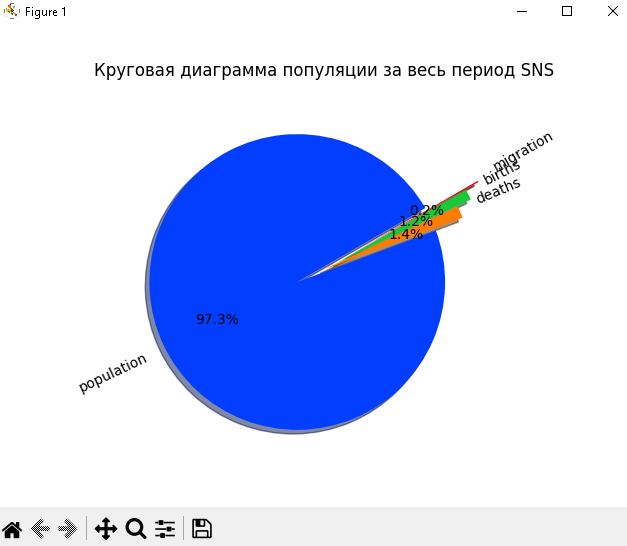 Figure 1
Круговая диаграмма популяции за весь период SNS
migration
births
deaths
0.2%
1.2%
1.4%
97.3%
population